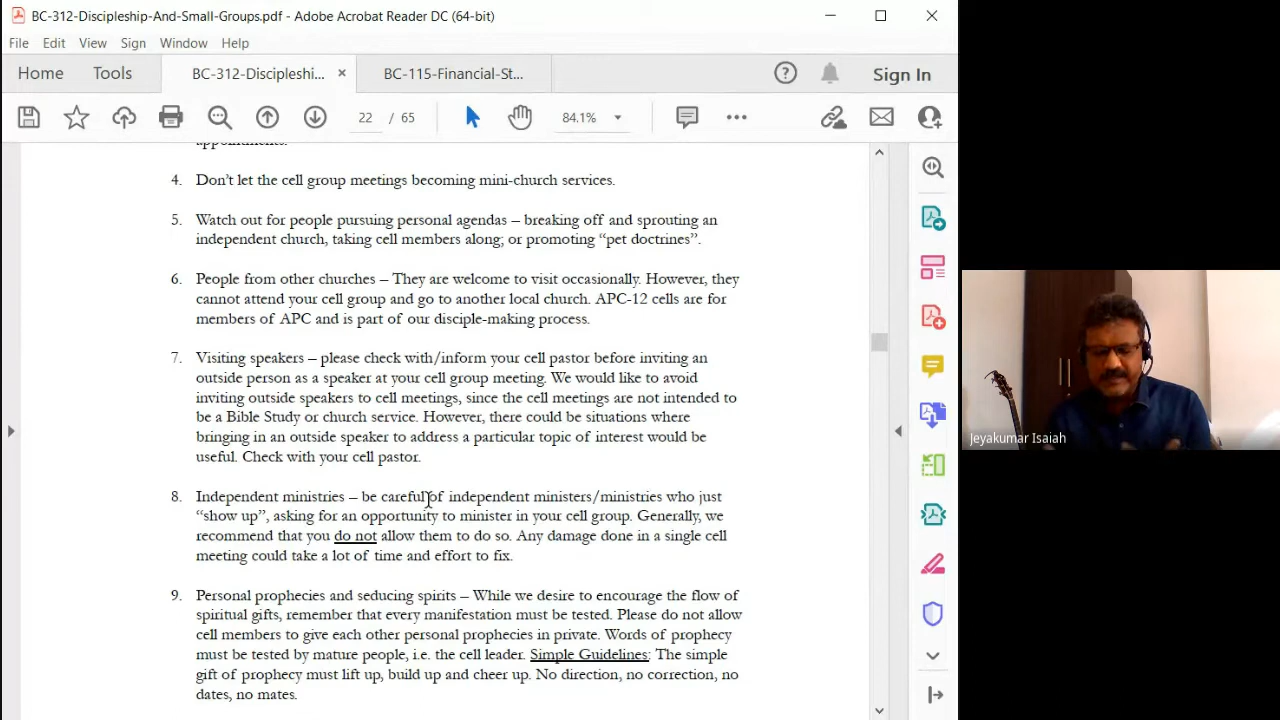 BC-312-Discipleship-And-Small-Groups.pdf - Adobe Acrobat Reader DC (64-bit)
File Edit View Sign Window Help
Home Tools BC-312-Discipleshi... × BC-115-Financial-St... Sign In
22 / 65 84.1%
appointments.
4. Don't let the cell group meetings becoming mini-church services.
5. Watch out for people pursuing personal agendas – breaking off and sprouting an
independent church, taking cell members along; or promoting “pet doctrines”.
6. People from other churches – They are welcome to visit occasionally. However, they
cannot attend your cell group and go to another local church. APC-12 cells are for
members of APC and is part of our disciple-making process.
7. Visiting speakers – please check with/inform your cell pastor before inviting an
outside person as a speaker at your cell group meeting. We would like to avoid
inviting outside speakers to cell meetings, since the cell meetings are not intended to
be a Bible Study or church service. However, there could be situations where
bringing in an outside speaker to address a particular topic of interest would be
useful. Check with your cell pastor.
8. Independent ministries – be careful of independent ministers/ministries who just
“show up”, asking for an opportunity to minister in your cell group. Generally, we
recommend that you do not allow them to do so. Any damage done in a single cell
meeting could take a lot of time and effort to fix.
9. Personal prophecies and seducing spirits – While we desire to encourage the flow of
spiritual gifts, remember that every manifestation must be tested. Please do not allow
cell members to give each other personal prophecies in private. Words of prophecy
must be tested by mature people, i.e. the cell leader. Simple Guidelines: The simple
gift of prophecy must lift up, build up and cheer up. No direction, no correction, no
dates, no mates.
Jeyakumar Isaiah